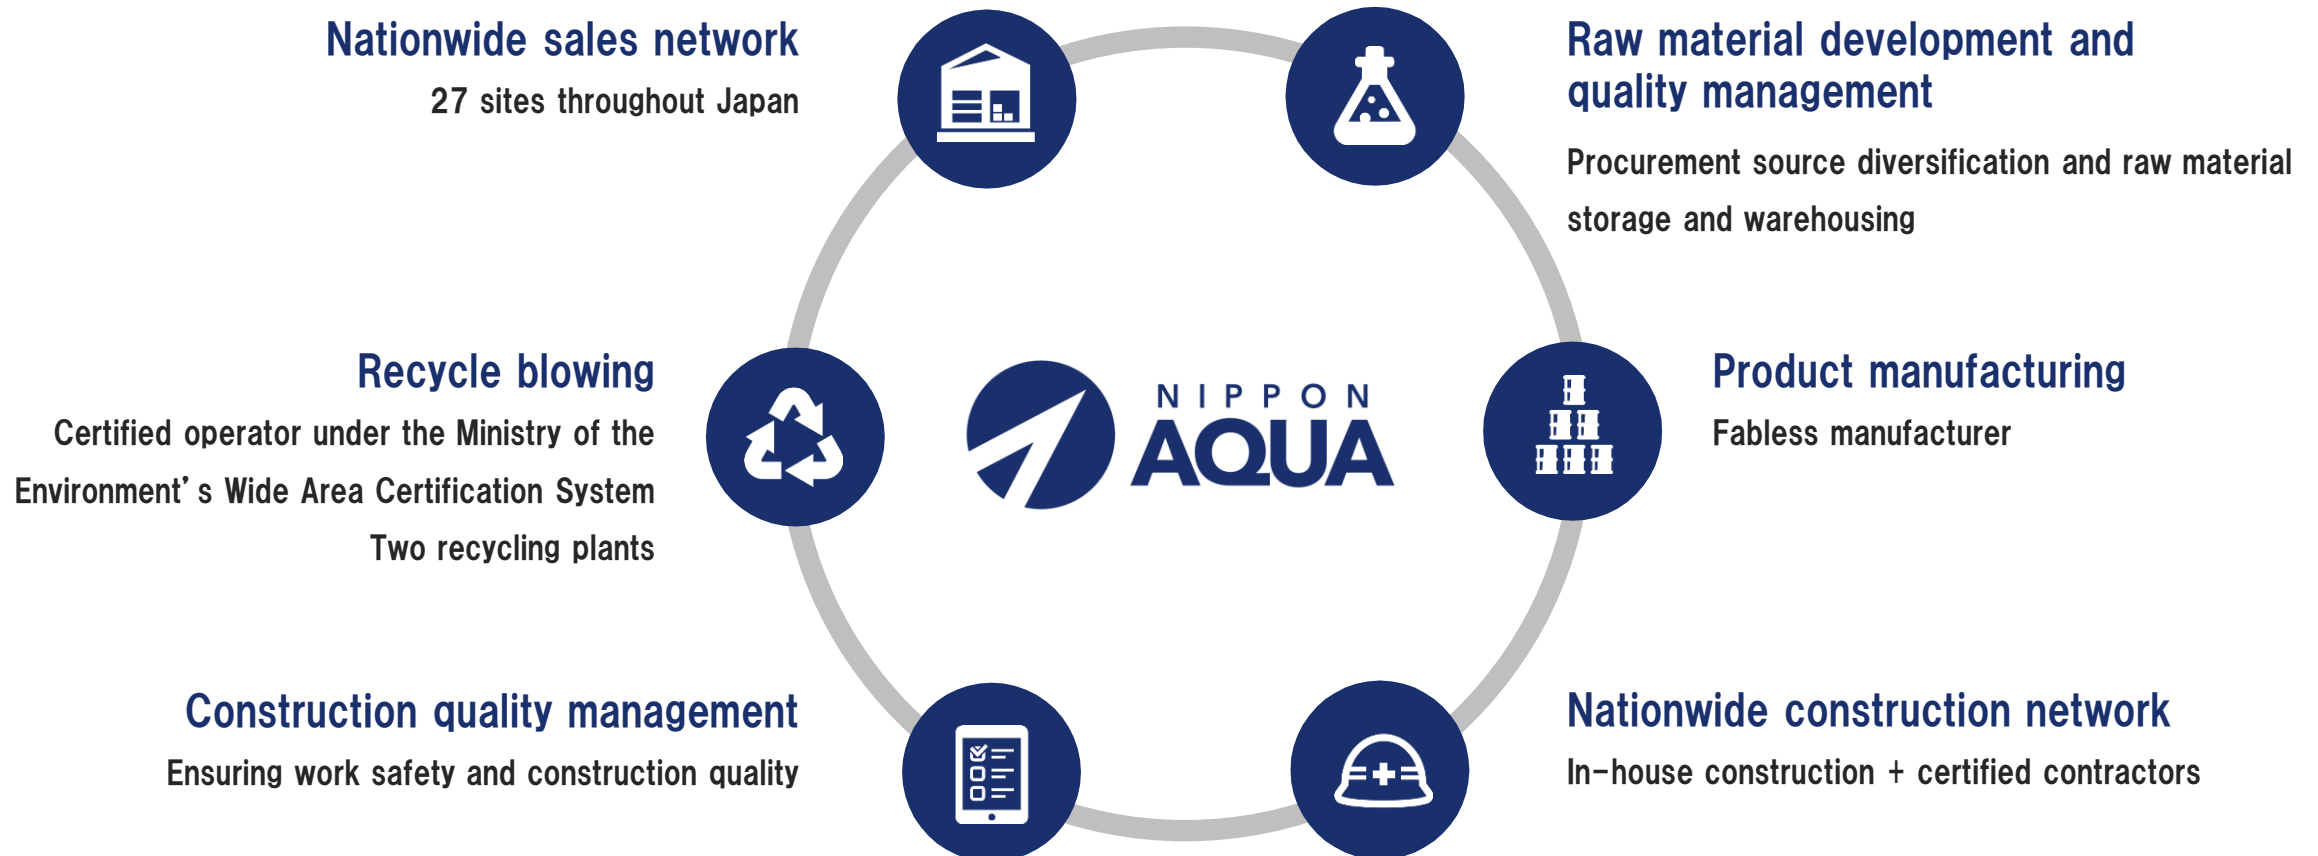 Nationwide sales network
27 sites throughout Japan
Raw material development and
quality management
Procurement source diversification and raw material
storage and warehousing
Recycle blowing
Certified operator under the Ministry of the
Environment's Wide Area Certification System
Two recycling plants
NIPPON
AQUA
Product manufacturing
Fabless manufacturer
Construction quality management
Ensuring work safety and construction quality
Nationwide construction network
In-house construction + certified contractors